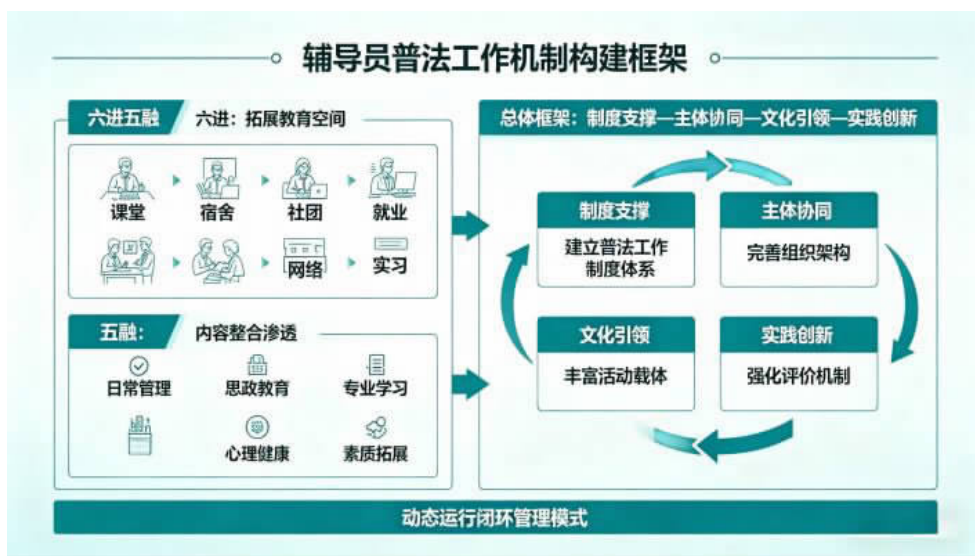 辅导员普法工作机制构建框架
六进五融
六进：拓展教育空间
课堂
宿舍
社团
就业
网络
实习
五融：
内容整合渗透
日常管理
思政教育
专业学习
心理健康
素质拓展
总体框架：制度支撑—主体协同—文化引领—实践创新
制度支撑
建立普法工作
制度体系
主体协同
完善组织架构
文化引领
丰富活动载体
实践创新
强化评价机制
动态运行闭环管理模式